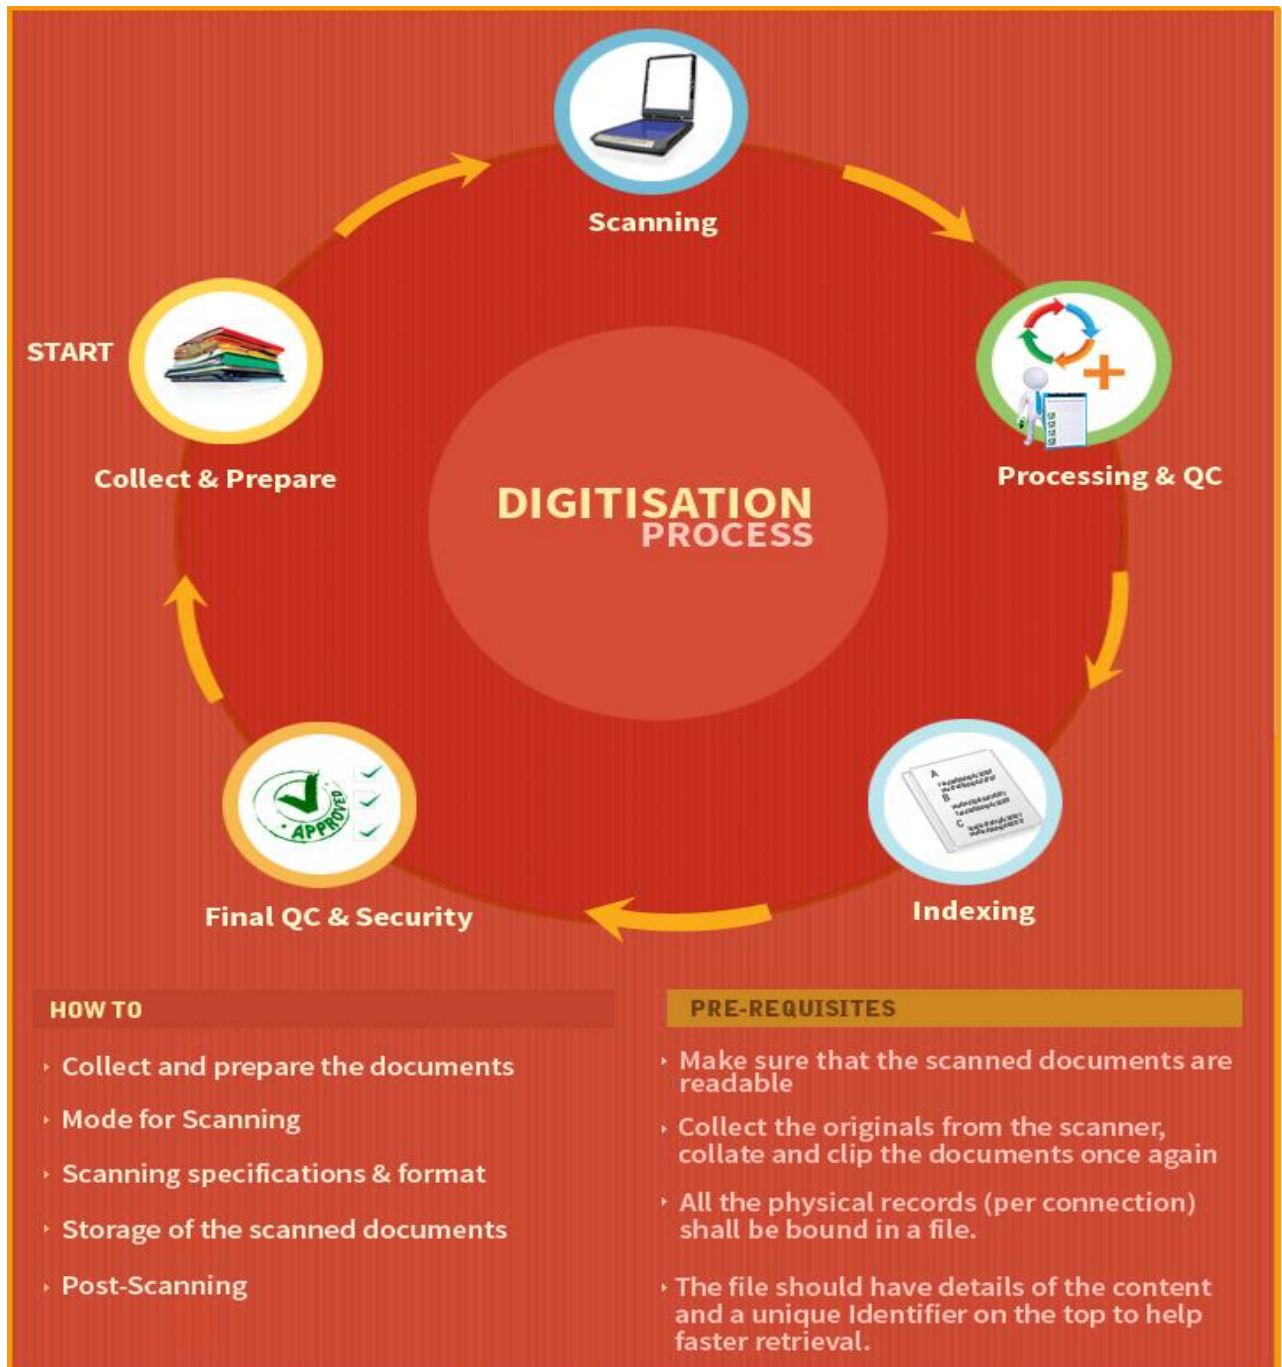 Scanning
START
Collect & Prepare
Processing & QC
DIGITISATION
PROCESS
APPROVED
A
B
C
Final QC & Security
Indexing
HOW TO
Collect and prepare the documents
Mode for Scanning
Scanning specifications & format
Storage of the scanned documents
Post-Scanning
PRE-REQUISITES
Make sure that the scanned documents are
readable
Collect the originals from the scanner,
collate and clip the documents once again
All the physical records (per connection)
shall be bound in a file.
The file should have details of the content
and a unique Identifier on the top to help
faster retrieval.